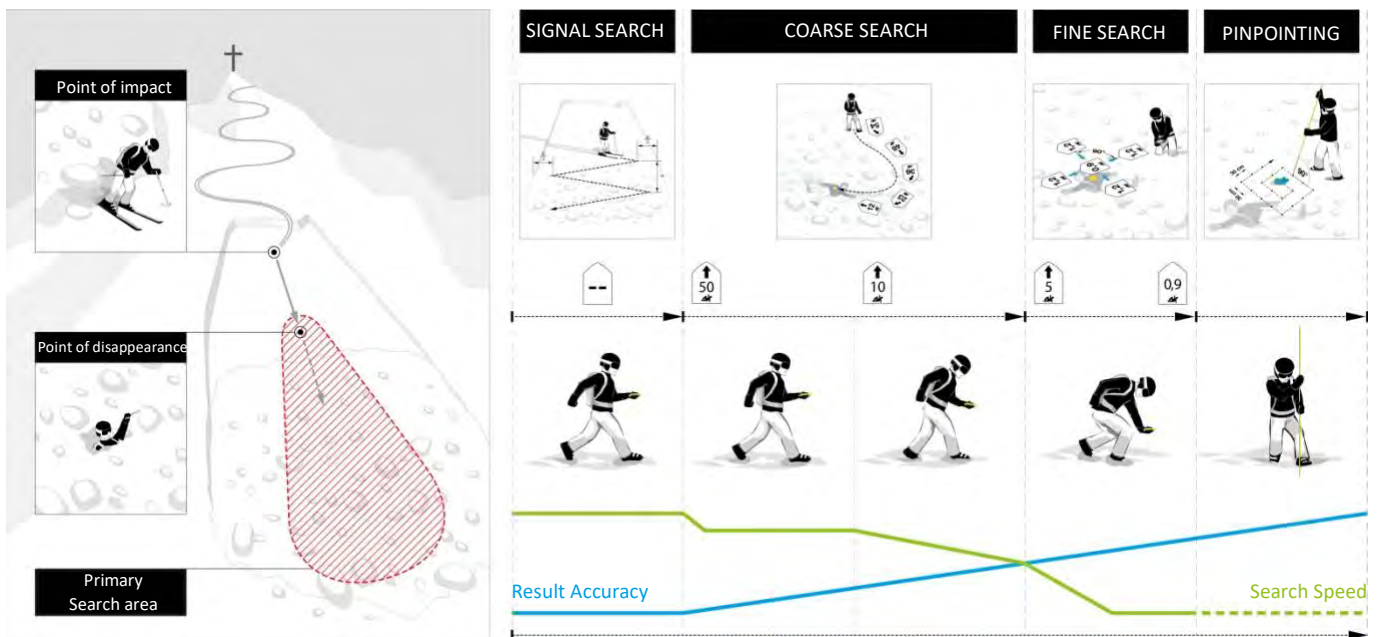 Point of impact
Point of disappearance
Primary
Search area
SIGNAL SEARCH
COARSE SEARCH
FINE SEARCH
PINPOINTING
--
50
10
5
0,9
Result Accuracy
Search Speed